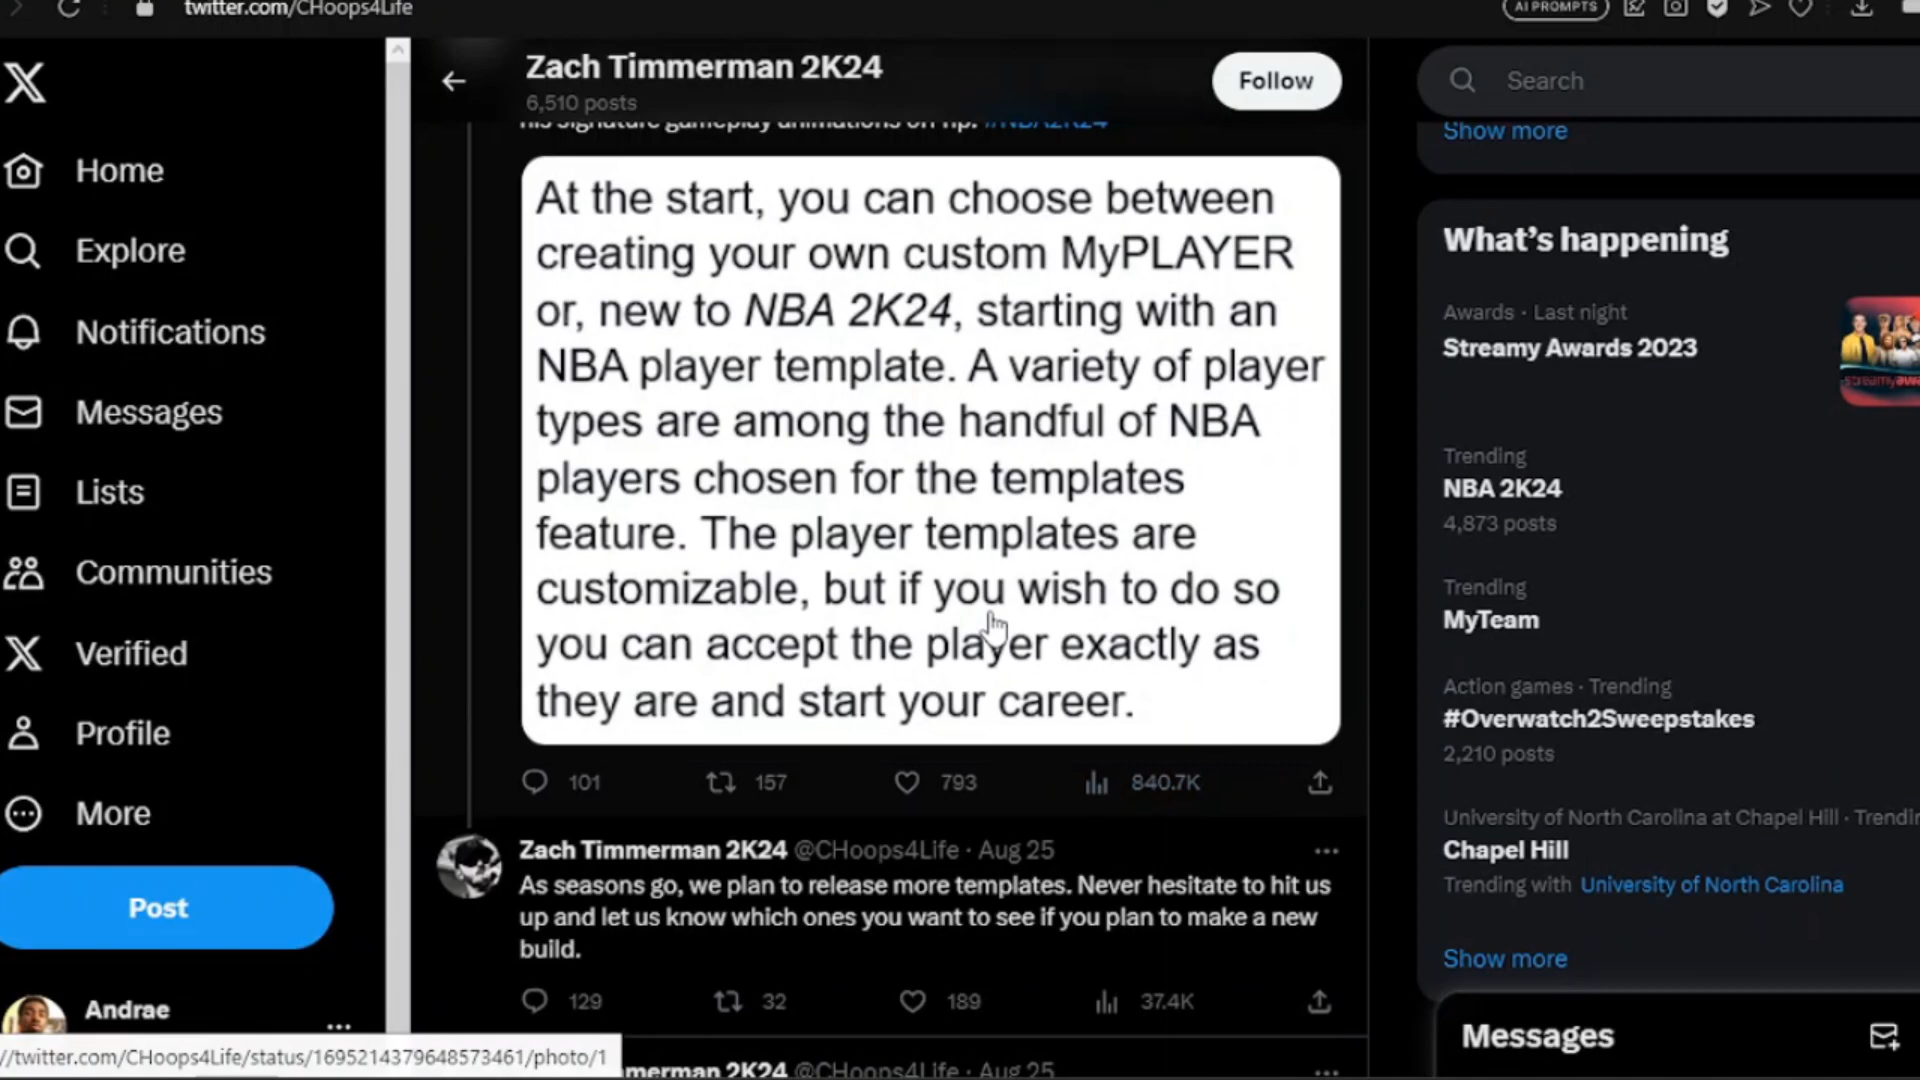 twitter.com/CHoops4Life
AI PROMPTS
Zach Timmerman 2K24
6,510 posts
Follow
Search
his signature gameplay animations on rip. #NBA2K24
Show more
Home
Explore
Notifications
Messages
Lists
Communities
Verified
Profile
More
Post
Andrae
At the start, you can choose between
creating your own custom MyPLAYER
or, new to NBA 2K24, starting with an
NBA player template. A variety of player
types are among the handful of NBA
players chosen for the templates
feature. The player templates are
customizable, but if you wish to do so
you can accept the player exactly as
they are and start your career.
101 157 793 840.7K
Zach Timmerman 2K24 @CHoops4Life · Aug 25
As seasons go, we plan to release more templates. Never hesitate to hit us
up and let us know which ones you want to see if you plan to make a new
build.
129 32 189 37.4K
//twitter.com/CHoops4Life/status/1695214379648573461/photo/1
mmerman 2K24 @CHoops4Life · Aug 25
What's happening
Awards · Last night
Streamy Awards 2023
streamyaw
Trending
NBA 2K24
4,873 posts
Trending
MyTeam
Action games · Trending
#Overwatch2Sweepstakes
2,210 posts
University of North Carolina at Chapel Hill · Trendin
Chapel Hill
Trending with University of North Carolina
Show more
Messages